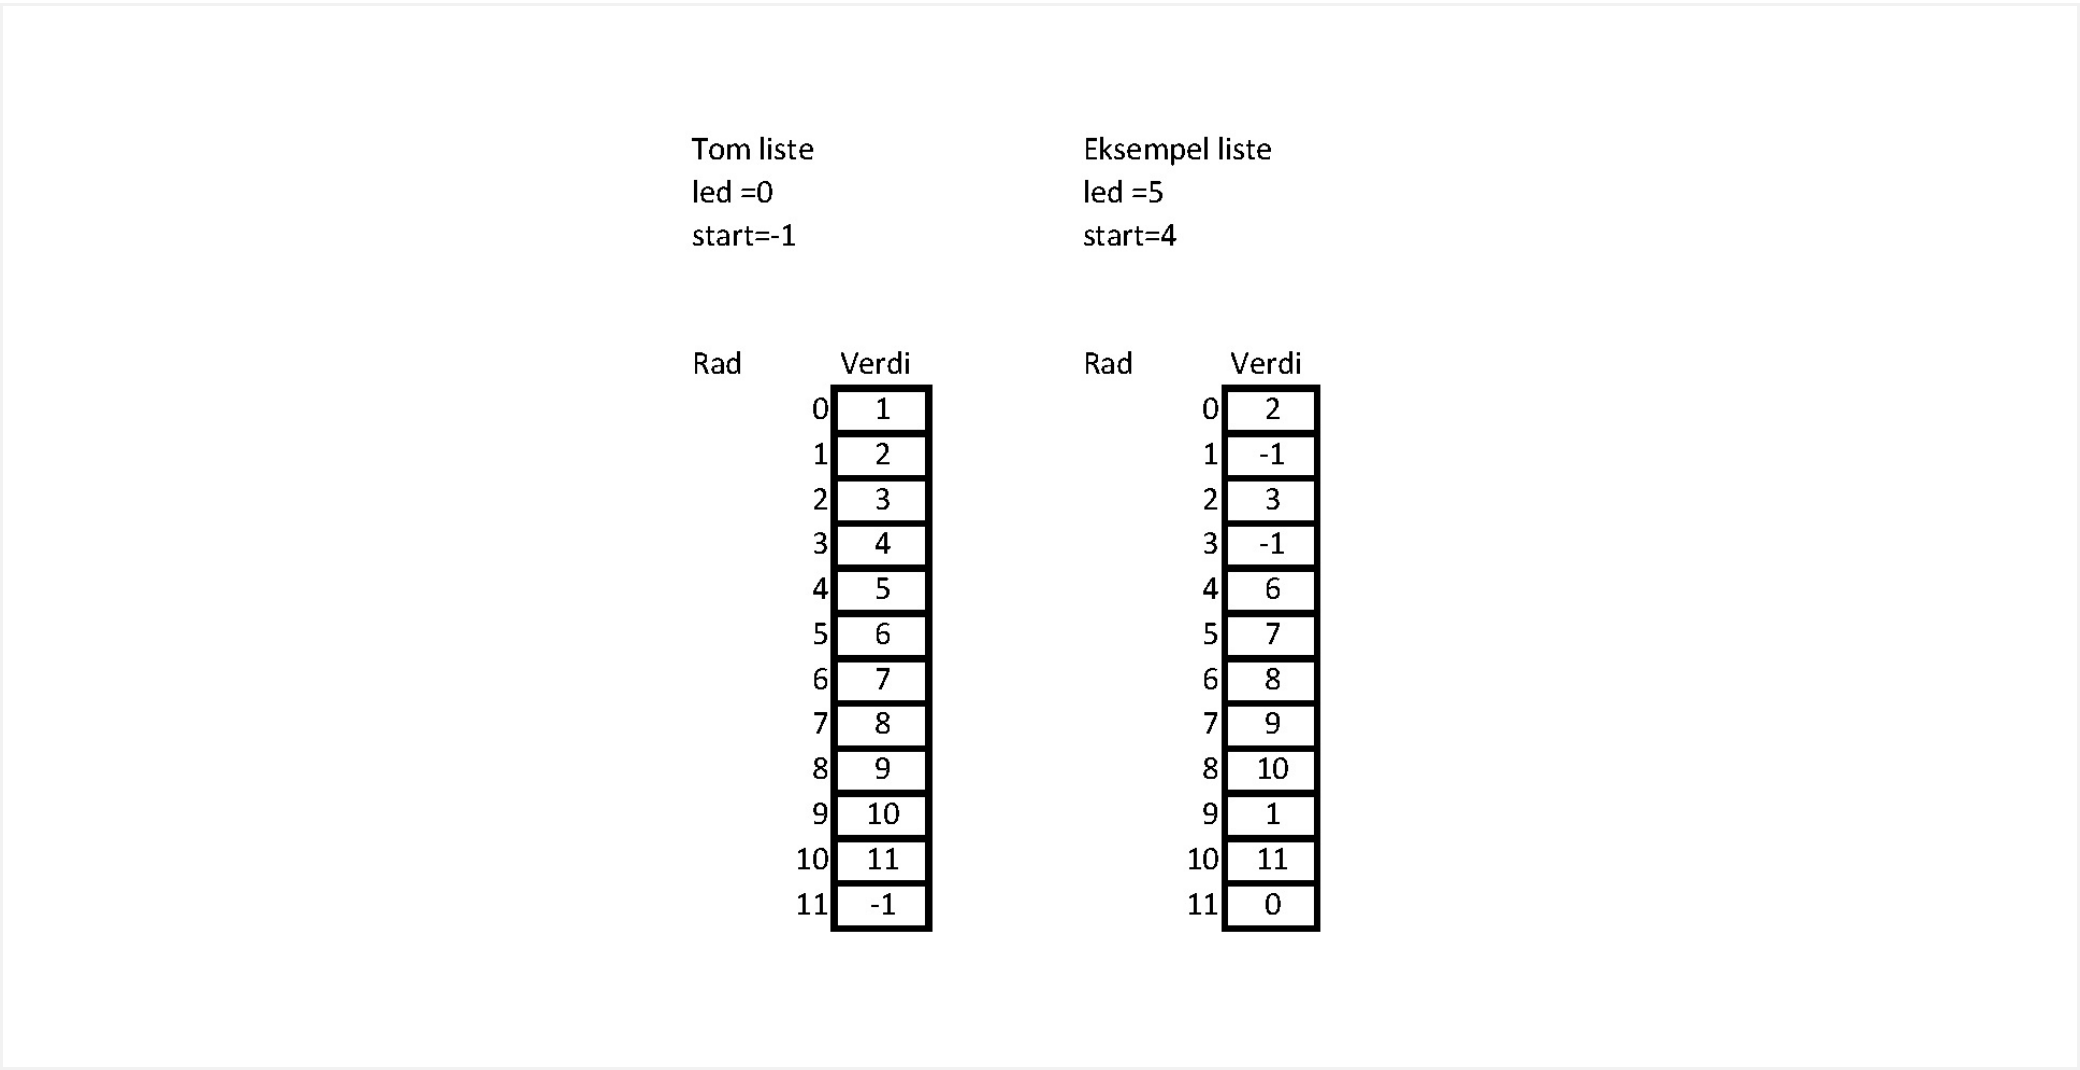 Tom liste Eksempel liste
led =0 led =5
start=-1 start=4
Rad Verdi Rad Verdi
0 1 0 2
1 2 1 -1
2 3 2 3
3 4 3 -1
4 5 4 6
5 6 5 7
6 7 6 8
7 8 7 9
8 9 8 10
9 10 9 1
10 11 10 11
11 -1 11 0